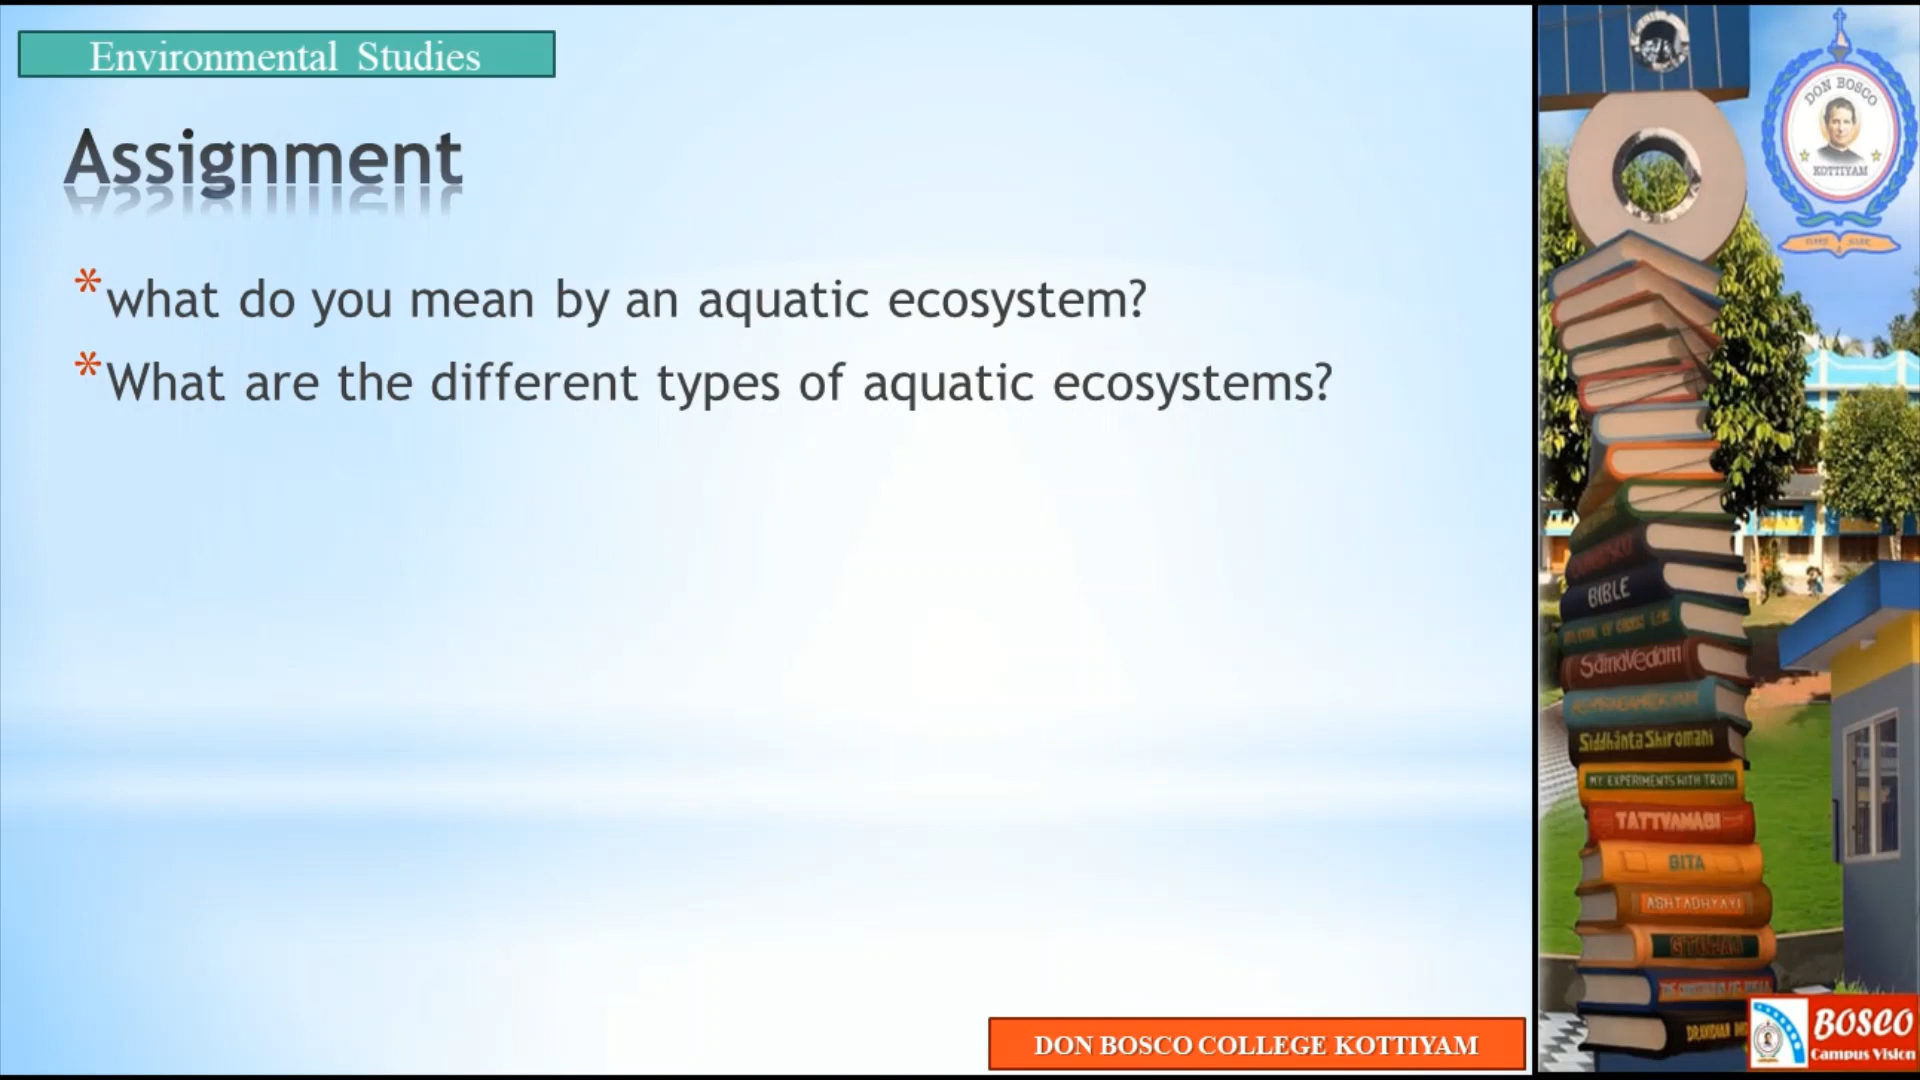 Environmental Studies
Assignment
*what do you mean by an aquatic ecosystem?
*What are the different types of aquatic ecosystems?
DON BOSCO
KOTTIYAM
BIBLE
SamaVedam
Siddhanta Shiromani
MY EXPERIMENTS WITH TRUTH
TATTVAMASI
GITA
ASHTADHYAYI
DON BOSCO COLLEGE KOTTIYAM
BOSCO
Campus Vision